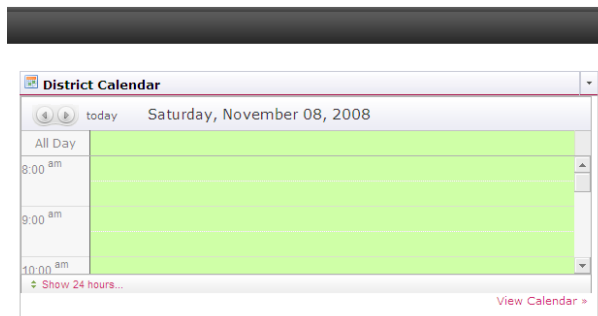 District Calendar
today Saturday, November 08, 2008
All Day
8:00 am
9:00 am
10:00 am
Show 24 hours...
View Calendar »